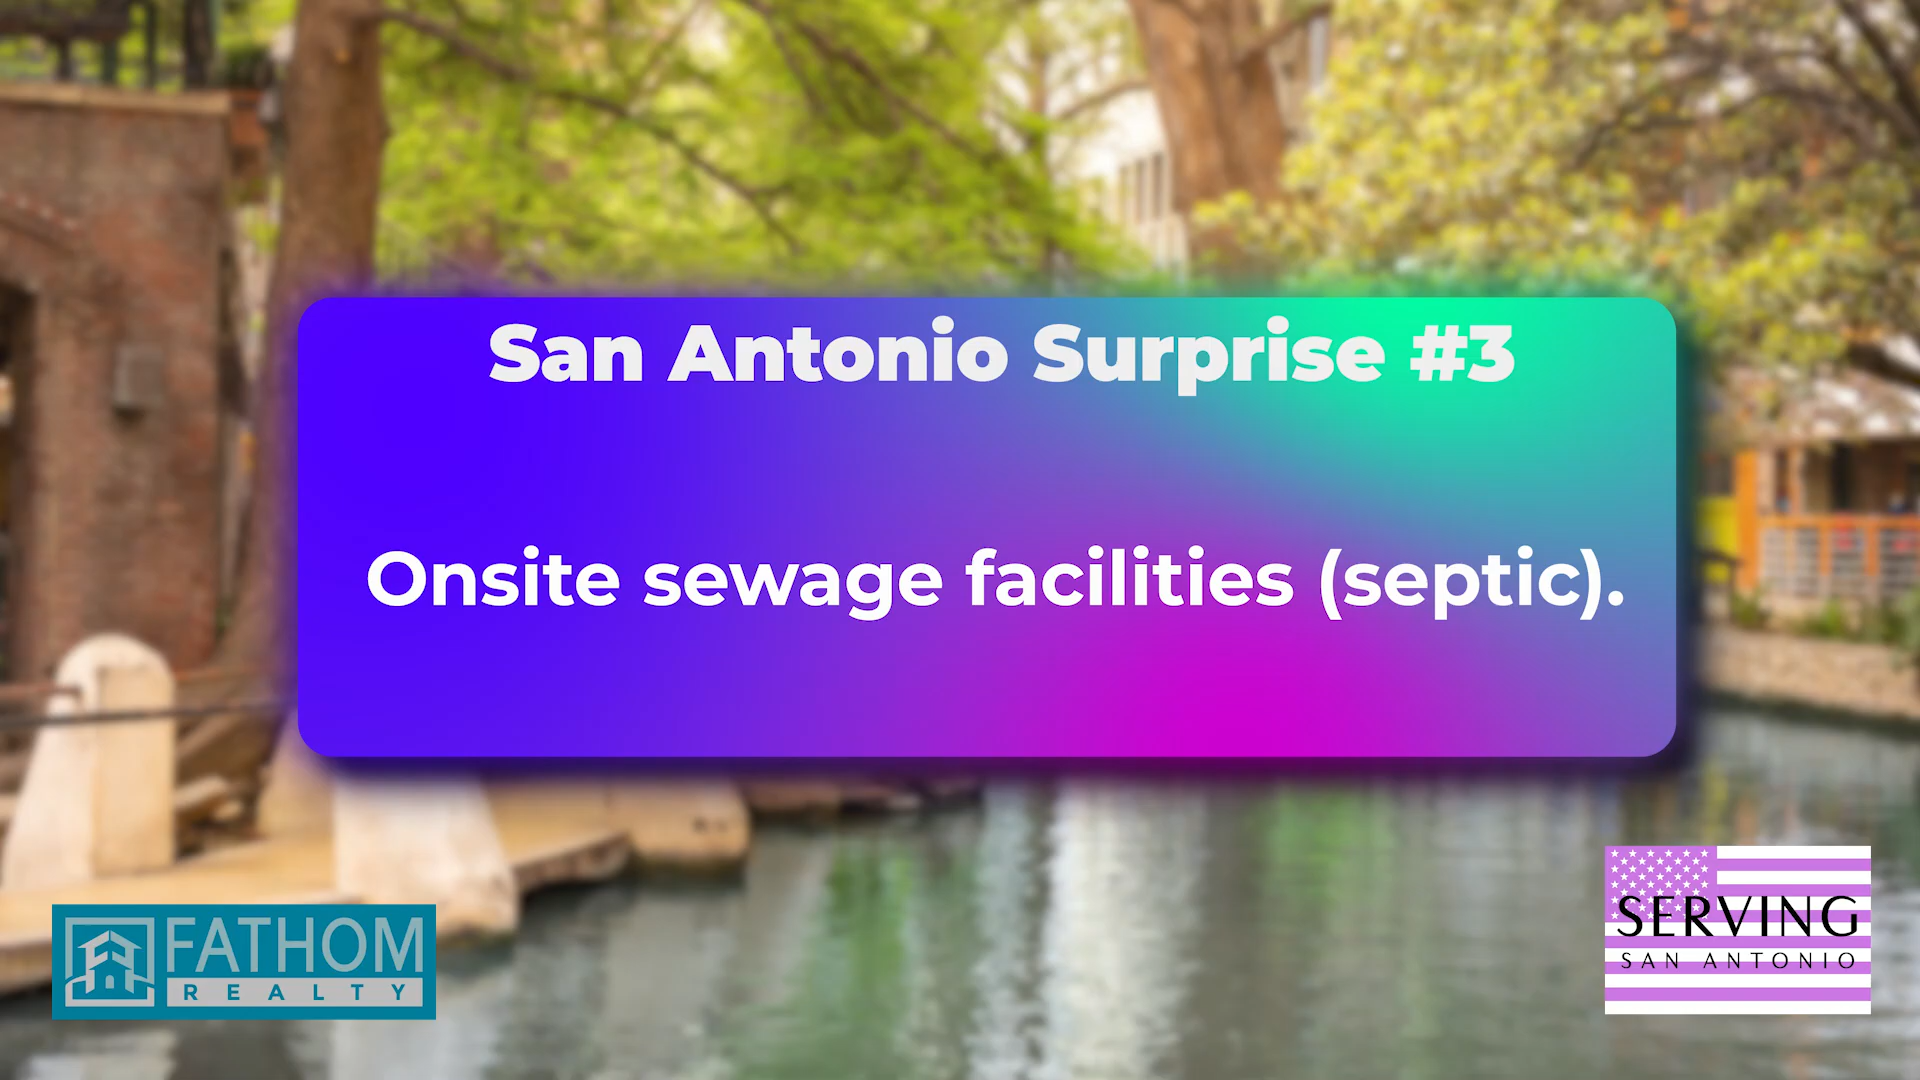 San Antonio Surprise #3
Onsite sewage facilities (septic).
FATHOM
REALTY
SERVING
SAN ANTONIO